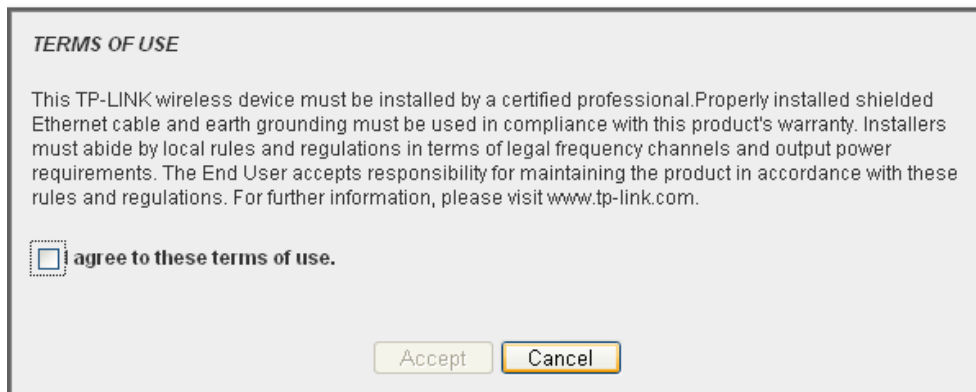 TERMS OF USE
This TP-LINK wireless device must be installed by a certified professional.Properly installed shielded
Ethernet cable and earth grounding must be used in compliance with this product's warranty. Installers
must abide by local rules and regulations in terms of legal frequency channels and output power
requirements. The End User accepts responsibility for maintaining the product in accordance with these
rules and regulations. For further information, please visit www.tp-link.com.
I agree to these terms of use.
Accept Cancel